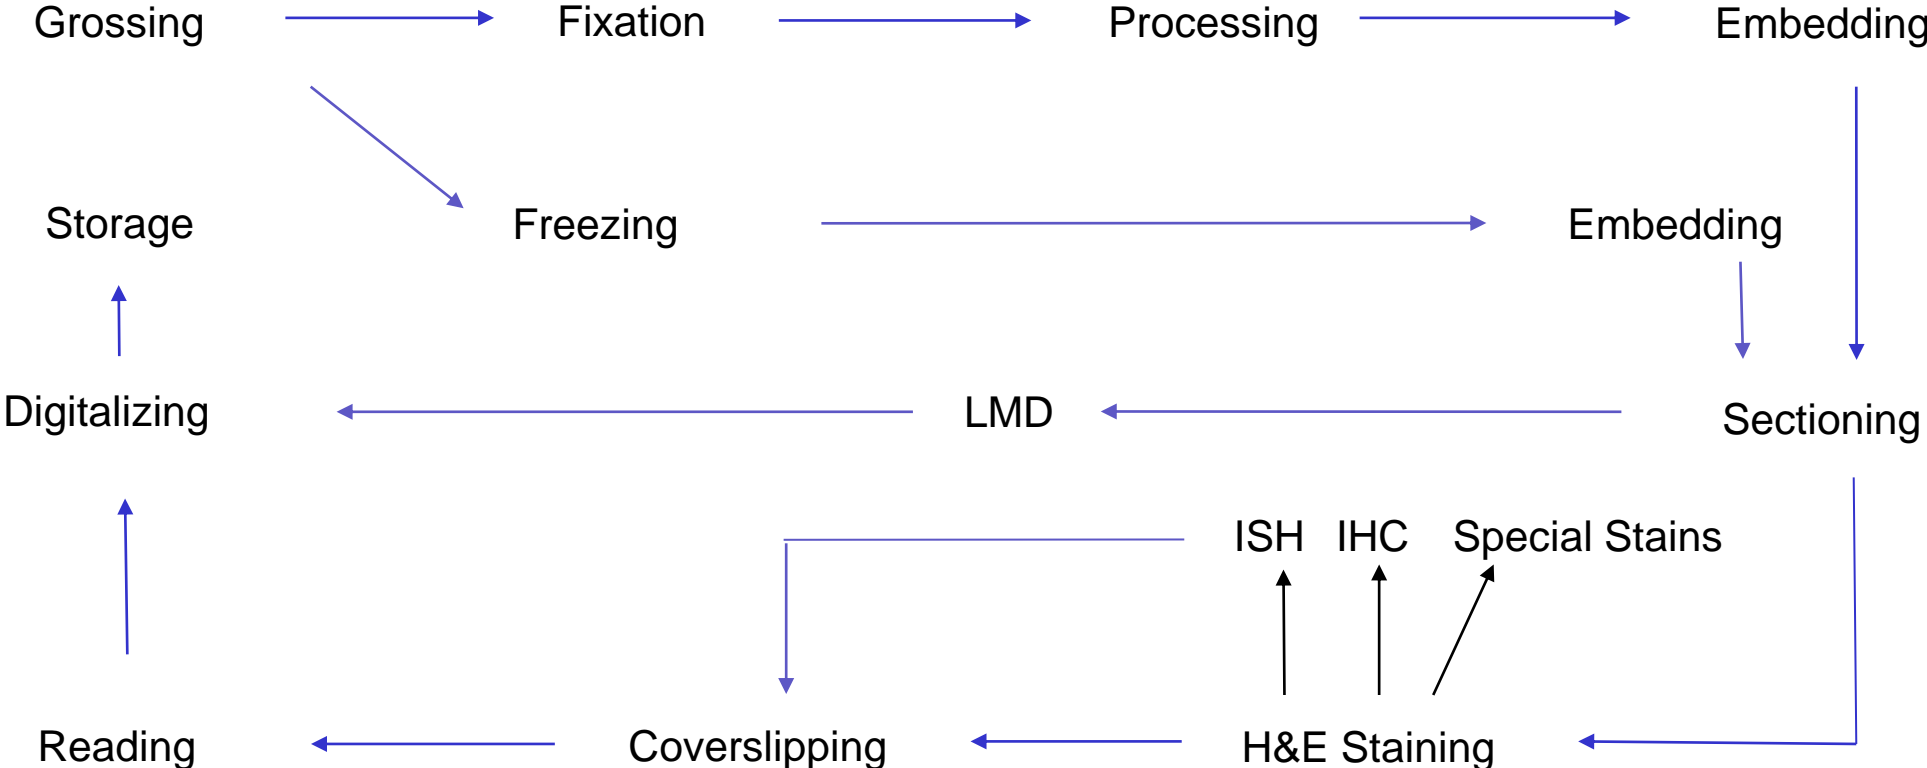 Grossing Fixation Processing Embedding
Storage Freezing Embedding
Digitalizing LMD Sectioning
ISH IHC Special Stains
Reading Coverslipping H&E Staining